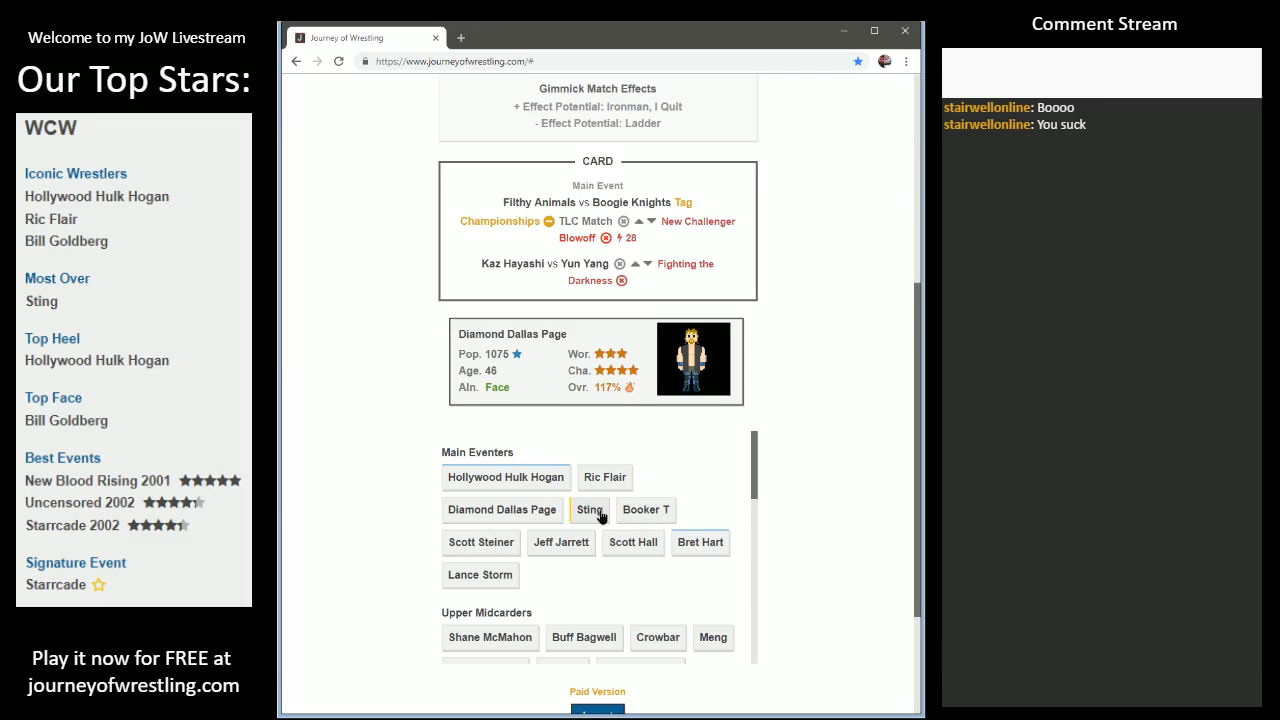 Welcome to my JoW Livestream
Our Top Stars:
WCW
Iconic Wrestlers
Hollywood Hulk Hogan
Ric Flair
Bill Goldberg
Most Over
Sting
Top Heel
Hollywood Hulk Hogan
Top Face
Bill Goldberg
Best Events
New Blood Rising 2001
Uncensored 2002
Starrcade 2002
Signature Event
Starrcade
Play it now for FREE at
journeyofwrestling.com
Journey of Wrestling
https://www.journeyofwrestling.com/#
Gimmick Match Effects
+ Effect Potential: Ironman, I Quit
- Effect Potential: Ladder
CARD
Main Event
Filthy Animals vs Boogie Knights Tag
Championships TLC Match New Challenger
Blowoff 28
Kaz Hayashi vs Yun Yang Fighting the
Darkness
Diamond Dallas Page
Pop. 1075 Wor.
Age. 46 Cha.
Aln. Face Ovr. 117%
Main Eventers
Hollywood Hulk Hogan Ric Flair
Diamond Dallas Page Sting Booker T
Scott Steiner Jeff Jarrett Scott Hall Bret Hart
Lance Storm
Upper Midcarders
Shane McMahon Buff Bagwell Crowbar Meng
Paid Version
Comment Stream
stairwellonline: Boooo
stairwellonline: You suck